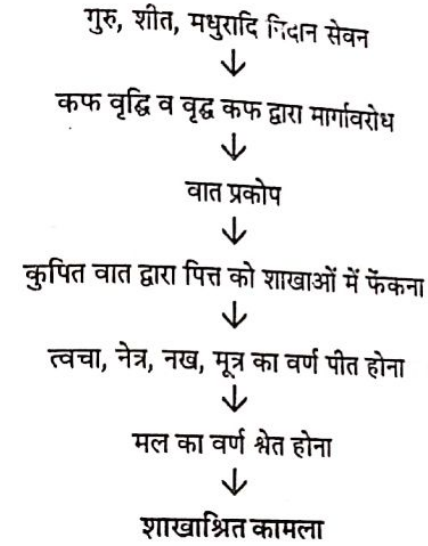 गुरु, शीत, मधुरादि निदान सेवन
↓
कफ वृद्धि व वृद्ध कफ द्वारा मार्गावरोध
↓
वात प्रकोप
↓
कुपित वात द्वारा पित्त को शाखाओं में फेंकना
↓
त्वचा, नेत्र, नख, मूत्र का वर्ण पीत होना
↓
मल का वर्ण श्वेत होना
↓
शाखाश्रित कामला